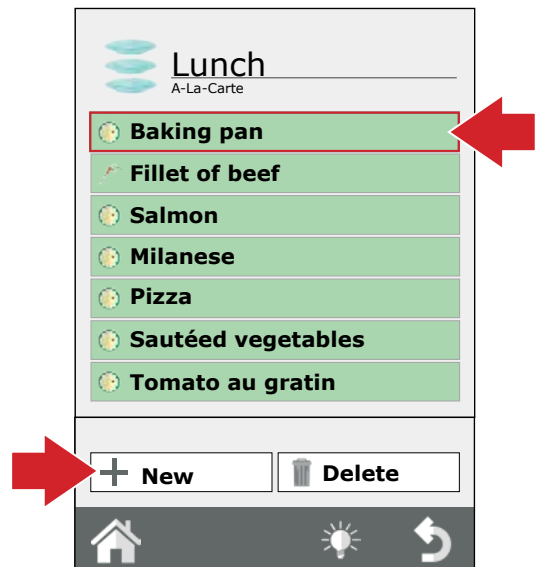 Lunch
A-La-Carte
Baking pan
Fillet of beef
Salmon
Milanese
Pizza
Sautéed vegetables
Tomato au gratin
New
Delete